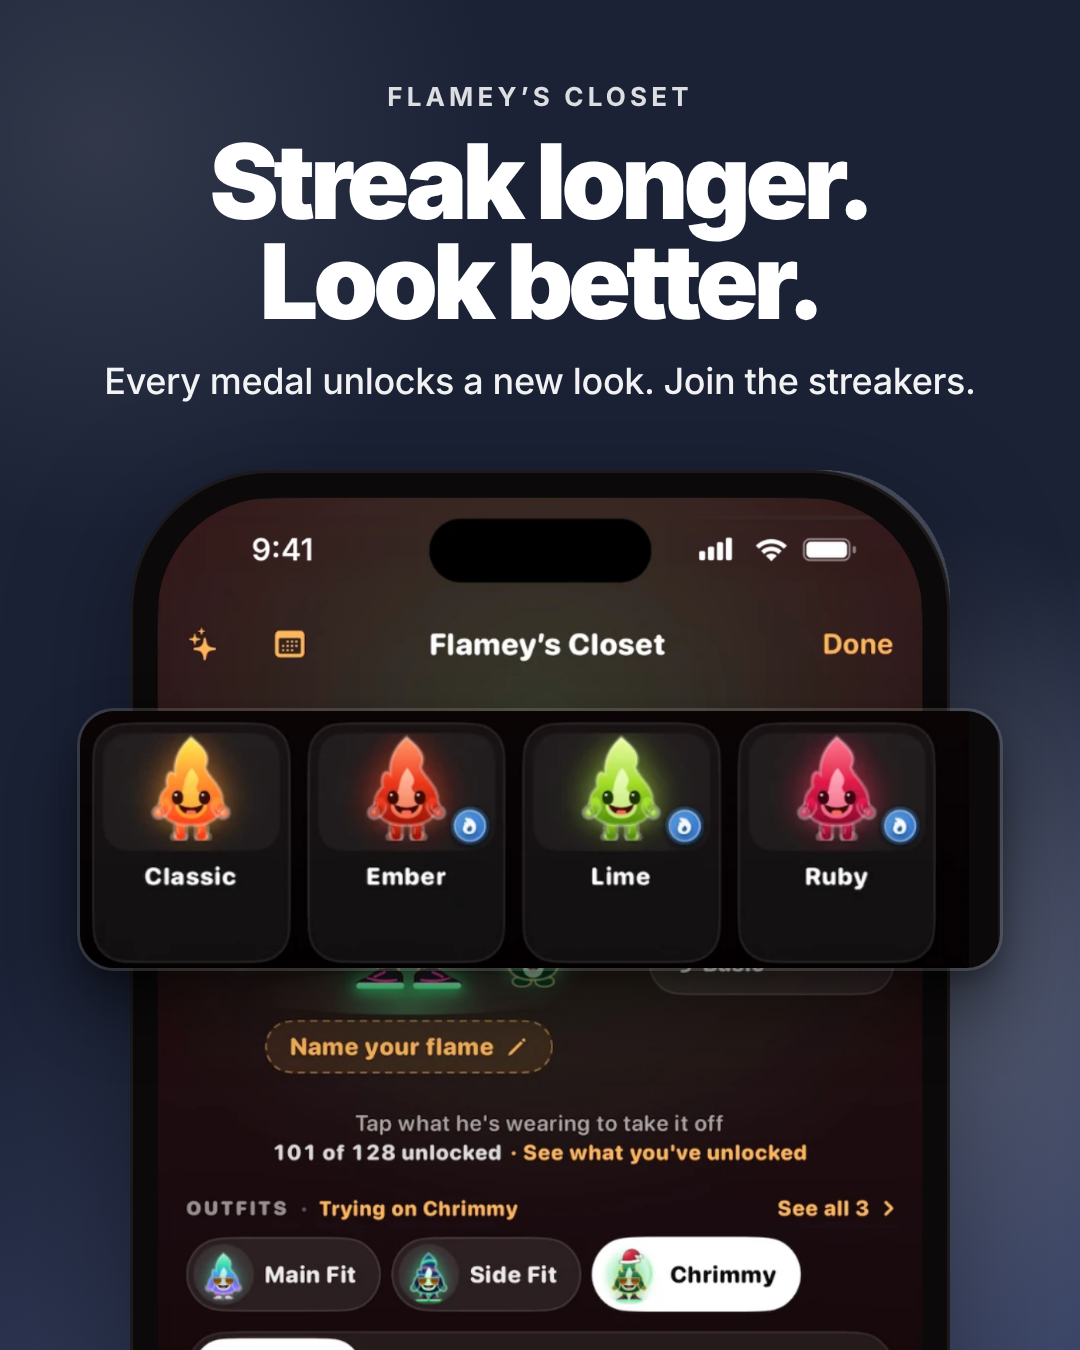 FLAMEY’S CLOSET
Streak longer.
Look better.
Every medal unlocks a new look. Join the streakers.
9:41
Flamey’s Closet
Done
Classic
Ember
Lime
Ruby
Name your flame
Tap what he's wearing to take it off
101 of 128 unlocked · See what you've unlocked
OUTFITS · Trying on Chrimmy
See all 3 >
Main Fit
Side Fit
Chrimmy